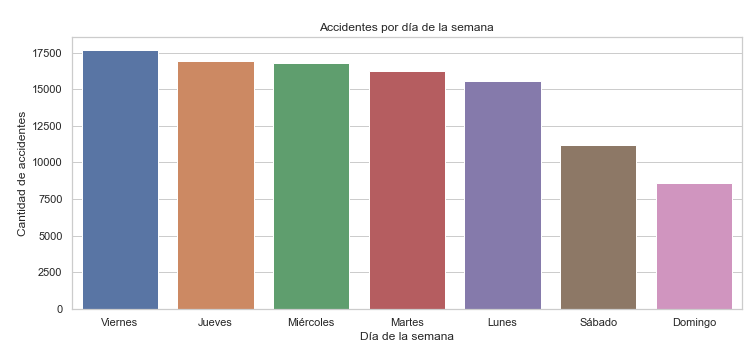 Accidentes por día de la semana
Cantidad de accidentes
17500
15000
12500
10000
7500
5000
2500
0
Viernes Jueves Miércoles Martes Lunes Sábado Domingo
Día de la semana